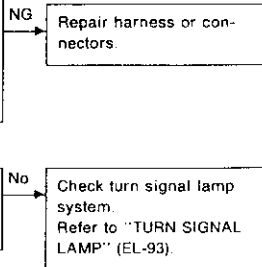 NG
Repair harness or con-
nectors.
No
Check turn signal lamp
system.
Refer to "TURN SIGNAL
LAMP" (EL-93).